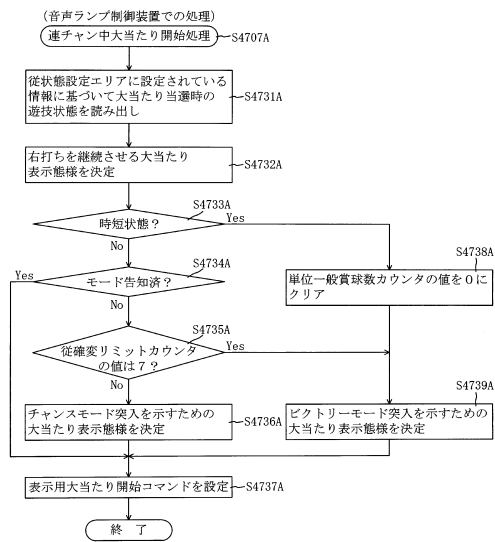 (音声ランプ制御装置での処理)
連チャン中大当たり開始処理
S4707A
従状態設定エリアに設定されている
情報に基づいて大当たり当選時の
遊技状態を読み出し
S4731A
右打ちを継続させる大当たり
表示態様を決定
S4732A
時短状態?
S4733A
Yes
No
モード告知済?
S4734A
Yes
No
単位一般賞球数カウンタの値を0に
クリア
S4738A
従確変リミットカウンタ
の値は7?
S4735A
Yes
No
チャンスモード突入を示すための
大当たり表示態様を決定
S4736A
ビクトリーモード突入を示すための
大当たり表示態様を決定
S4739A
表示用大当たり開始コマンドを設定
S4737A
終 了